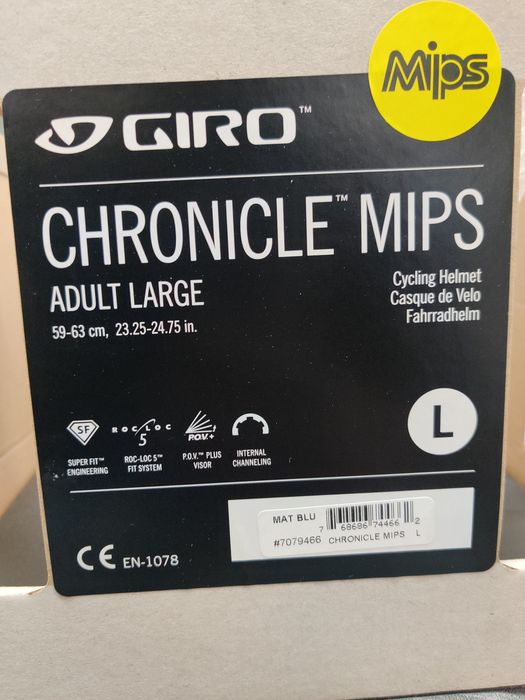 Mips
GIRO™
CHRONICLE™ MIPS
ADULT LARGE
59-63 cm, 23.25-24.75 in.
Cycling Helmet
Casque de Velo
Fahrradhelm
L
SF
SUPER FIT™
ENGINEERING
ROC/LOC
5
ROC-LOC 5™
FIT SYSTEM
P.O.V.+
P.O.V.™ PLUS
VISOR
INTERNAL
CHANNELING
MAT BLU
7 68686 74466 2
#7079466 CHRONICLE MIPS L
CE EN-1078